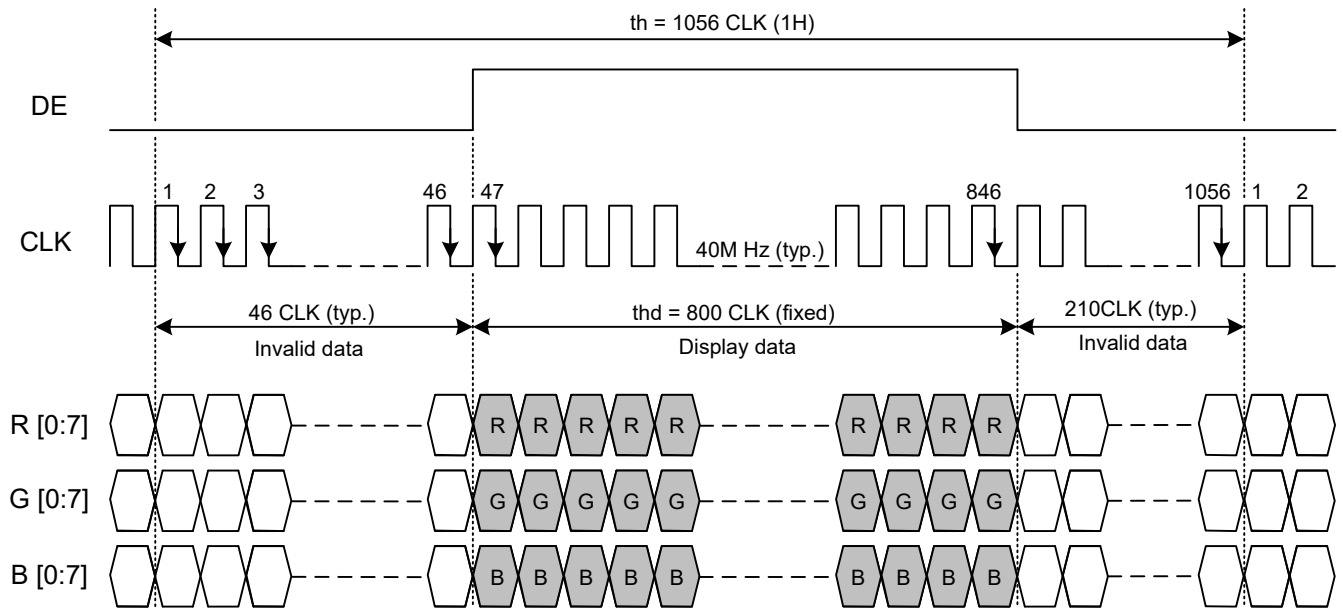 th = 1056 CLK (1H)
DE
1 2 3 46 47 846 1056 1 2
CLK
40M Hz (typ.)
46 CLK (typ.) thd = 800 CLK (fixed) 210CLK (typ.)
Invalid data Display data Invalid data
R [0:7] R R R R R R R R R
G [0:7] G G G G G G G G G
B [0:7] B B B B B B B B B